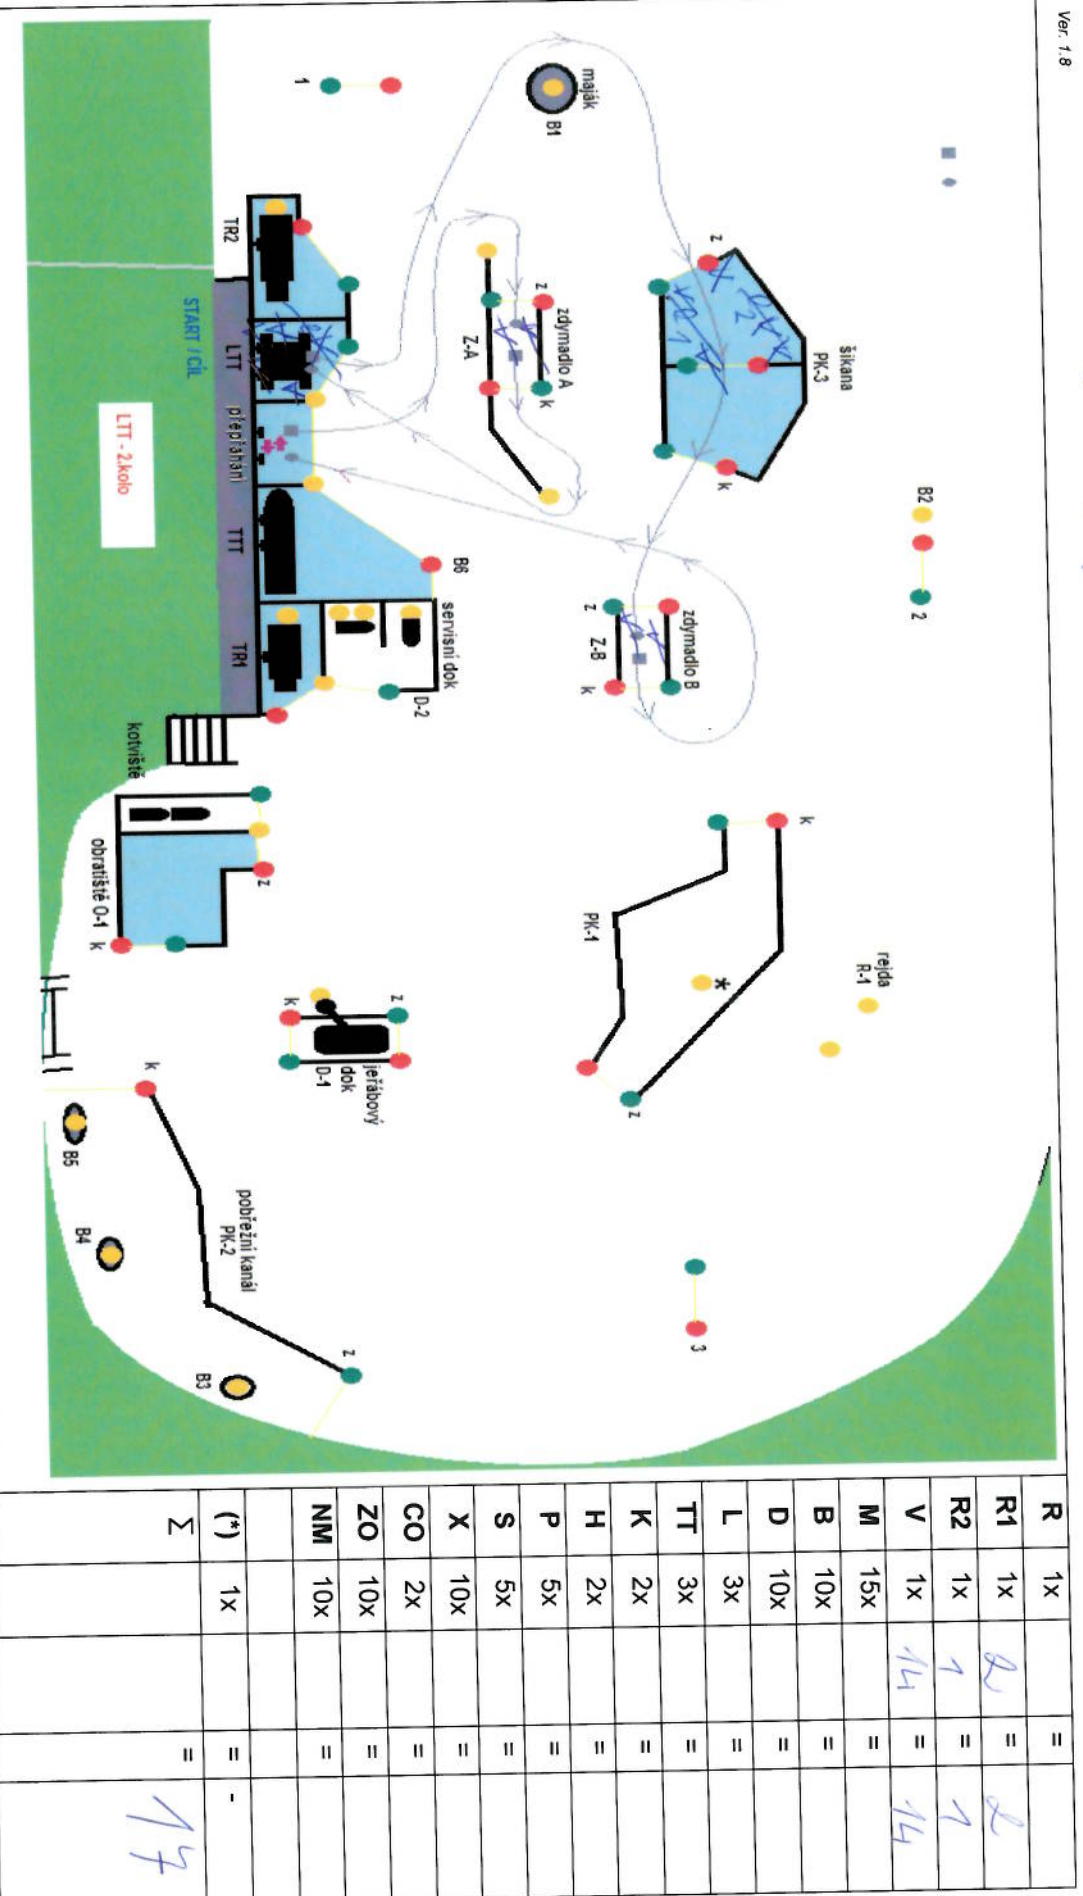 Ver. 1.8
maják
B1
1
TR2
START / CÍL
LTT
přepřahání
TTT
TR1
LTT - 2.kolo
z
zdymadlo A
k
Z-A
z
šikana
PK-3
k
B2
2
B6
servisní dok
D-2
z
zdymadlo B
Z-B
k
kotviště
obratiště O-1
z
k
k
PK-1
*
z
rejda
R-1
z
k
jeřábový
dok
D-1
k
B5
B4
pobřežní kanál
PK-2
B3
z
3
R 1x =
R1 1x 2 = 2
R2 1x 1 = 1
V 1x 14 = 14
M 15x =
B 10x =
D 10x =
L 3x =
TT 3x =
K 2x =
H 2x =
P 5x =
S 5x =
X 10x =
CO 2x =
ZO 10x =
NM 10x =
(*) 1x = -
Σ = 17